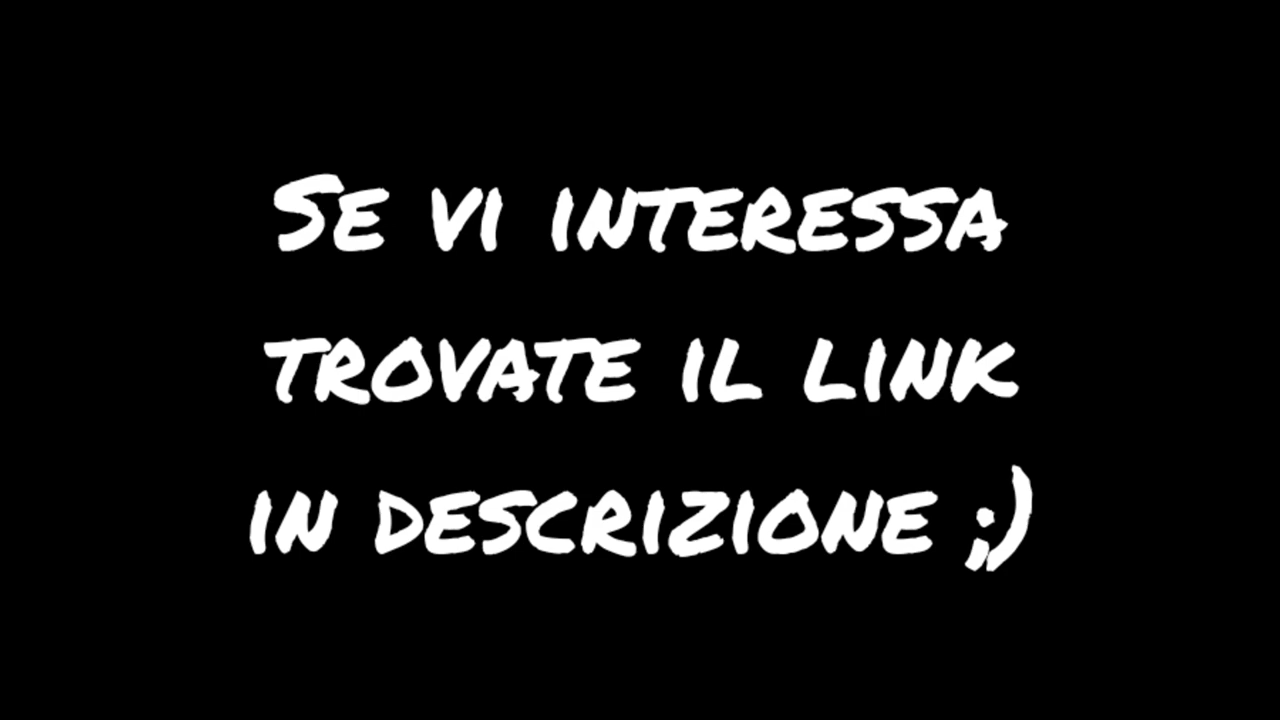 Se vi interessa
trovate il link
in descrizione ;)